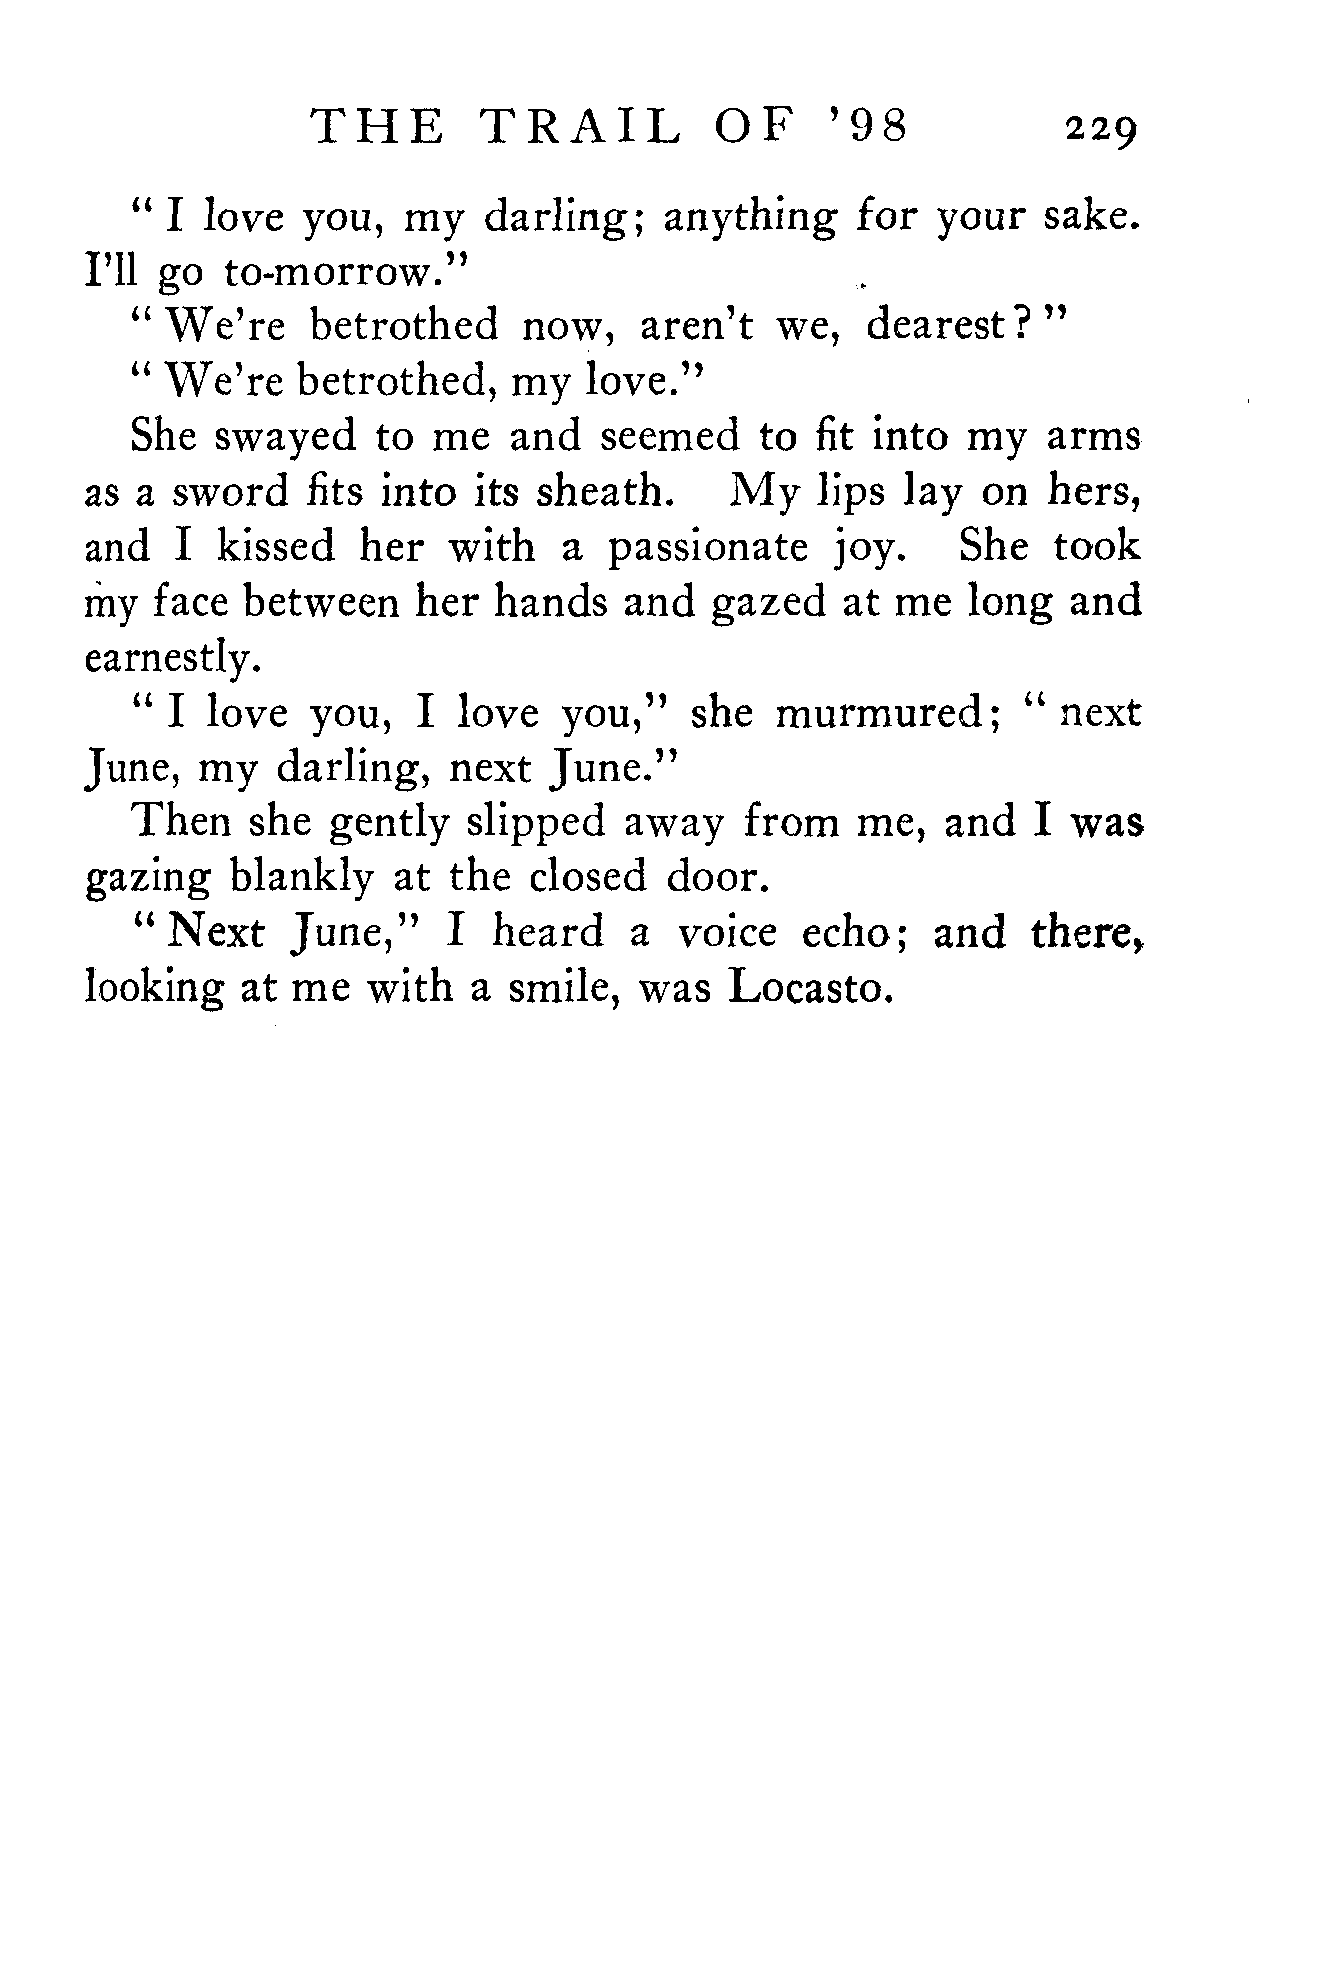 THE TRAIL OF '98 229
" I love you, my darling; anything for your sake.
I'll go to-morrow."
" We're betrothed now, aren't we, dearest? "
" We're betrothed, my love."
She swayed to me and seemed to fit into my arms
as a sword fits into its sheath. My lips lay on hers,
and I kissed her with a passionate joy. She took
my face between her hands and gazed at me long and
earnestly.
" I love you, I love you," she murmured; " next
June, my darling, next June."
Then she gently slipped away from me, and I was
gazing blankly at the closed door.
" Next June," I heard a voice echo; and there,
looking at me with a smile, was Locasto.